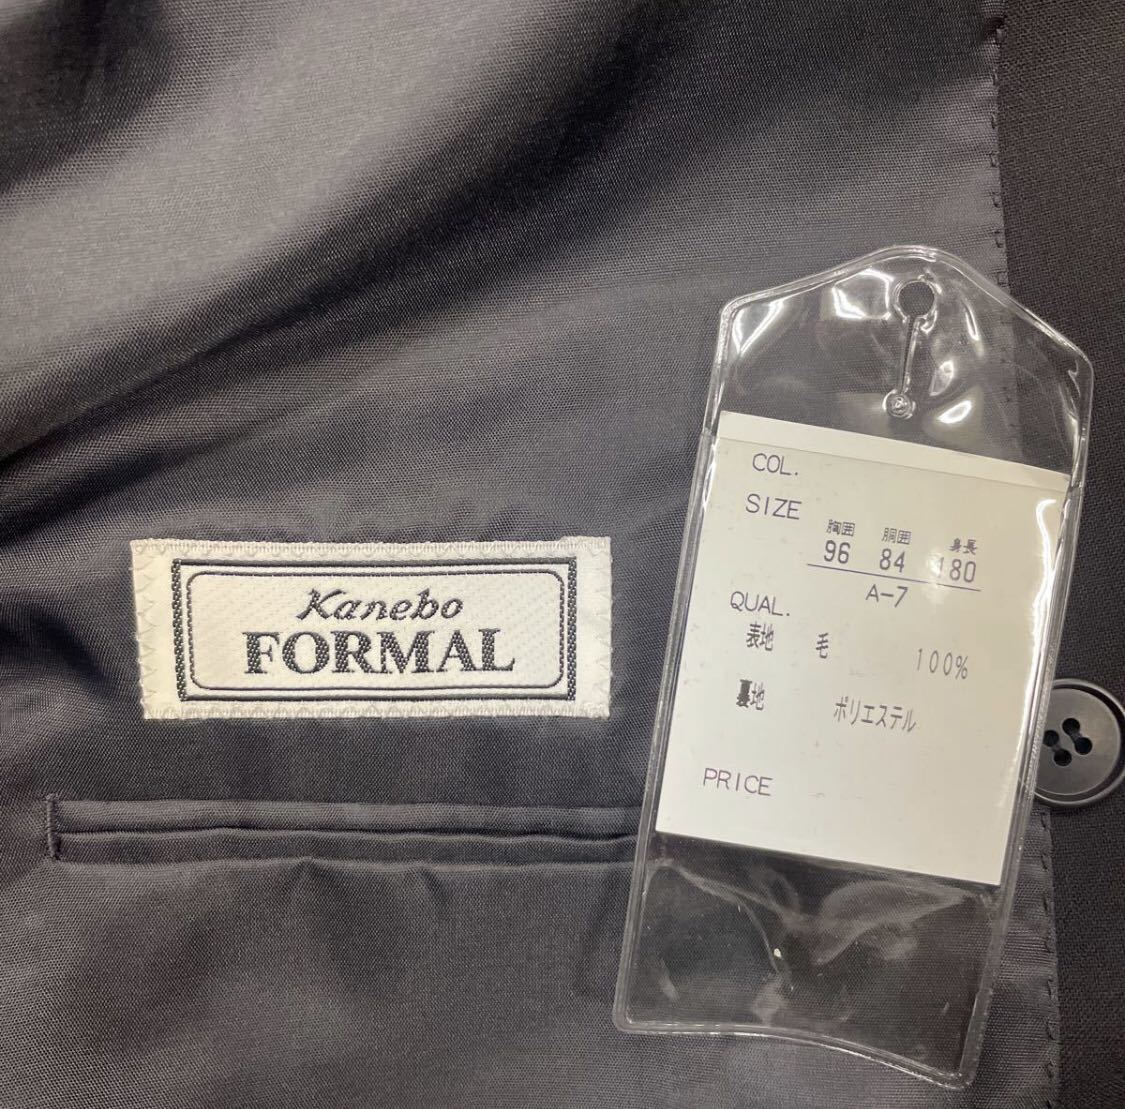 Kanebo
FORMAL
COL.
SIZE
胸囲 胴囲 身長
96 84 180
A-7
QUAL.
表地 毛 100%
裏地 ポリエステル
PRICE